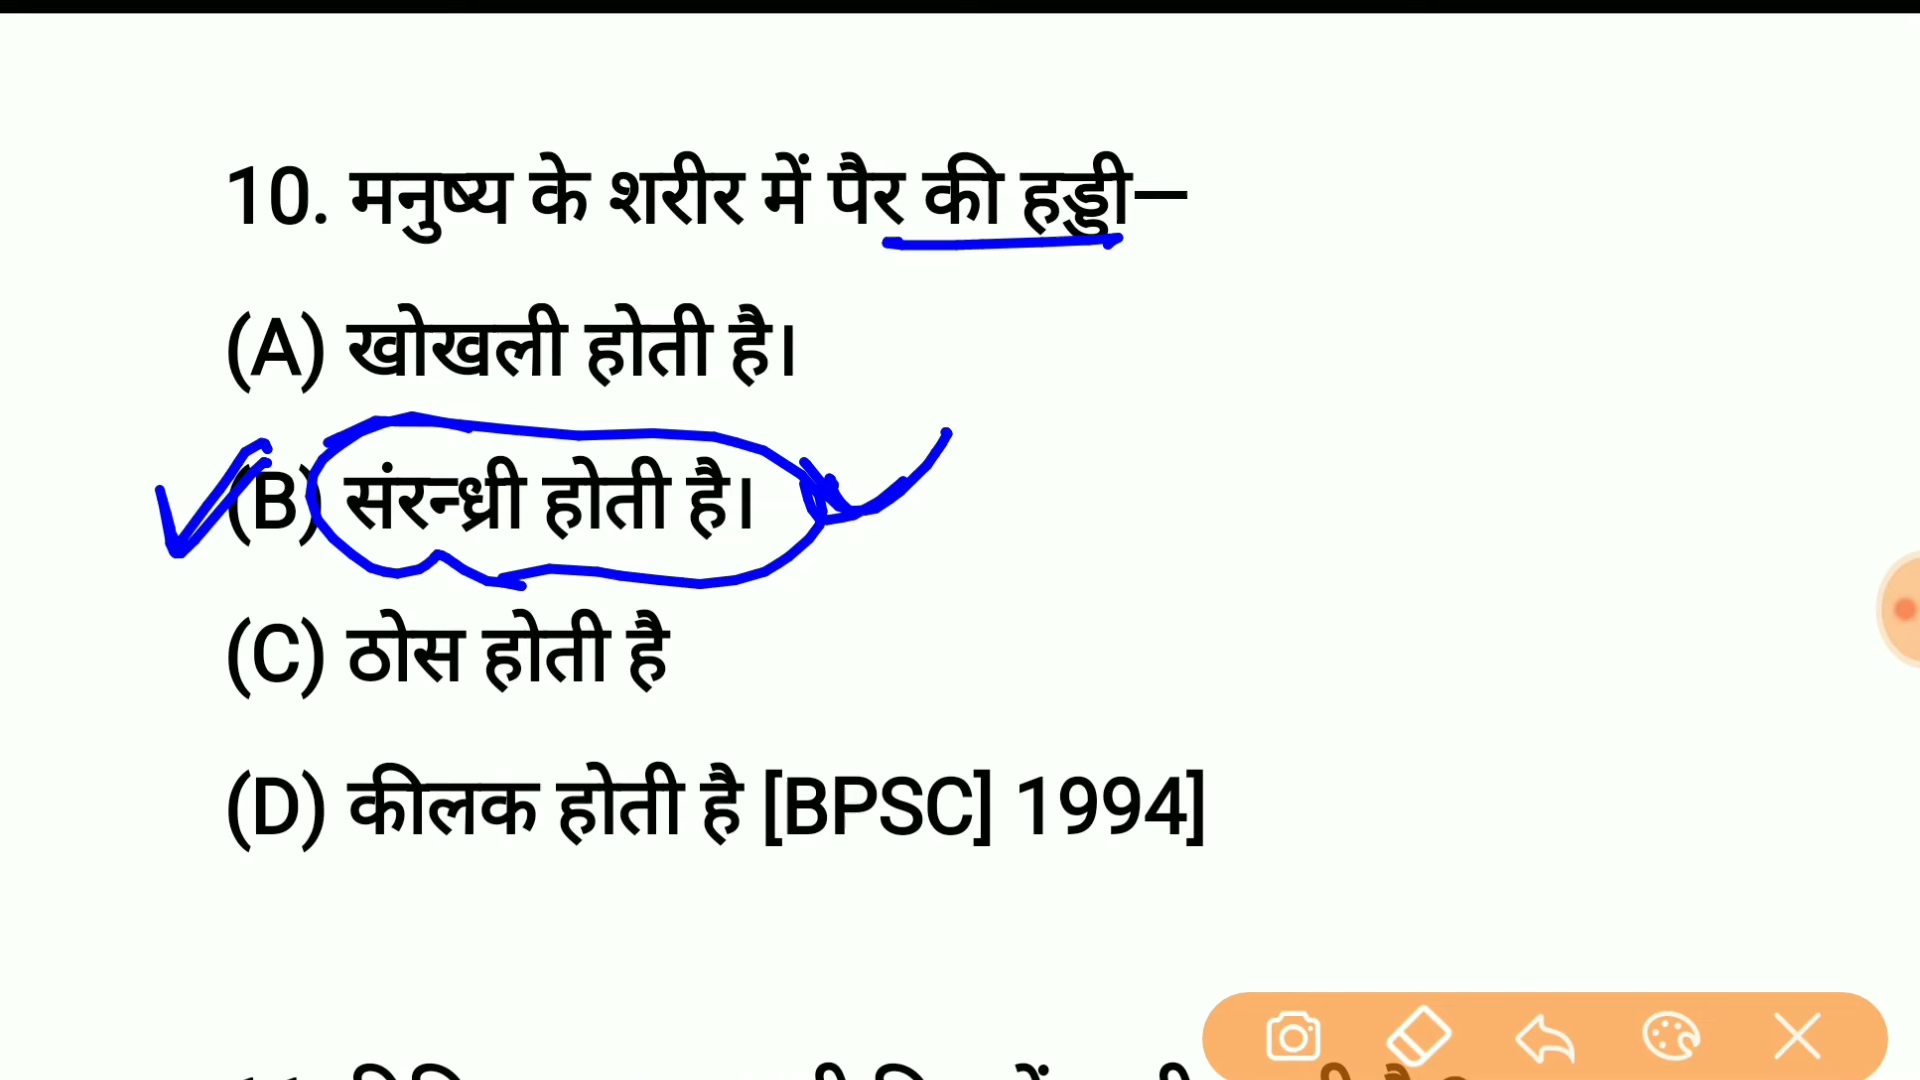 10. मनुष्य के शरीर में पैर की हड्डी—
(A) खोखली होती है।
(B) संरन्ध्री होती है।
(C) ठोस होती है
(D) कीलक होती है [BPSC] 1994]